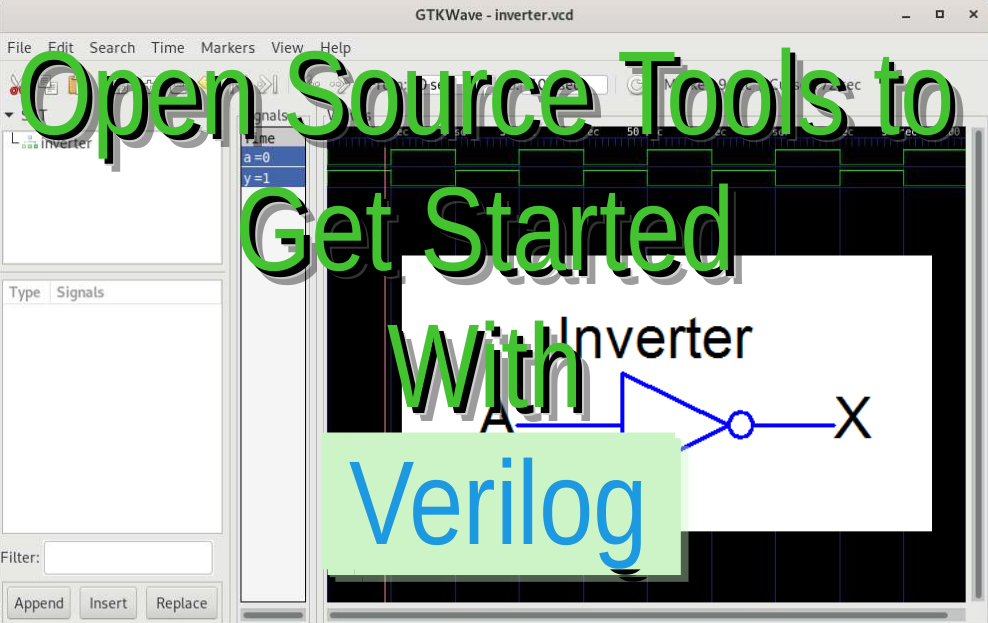 GTKWave - inverter.vcd
File Edit Search Time Markers View Help
Open Source Tools to
inverter
Time
a=0
y=1
Get Started
Type Signals
Inverter
With
A X
Verilog
Filter:
Append Insert Replace